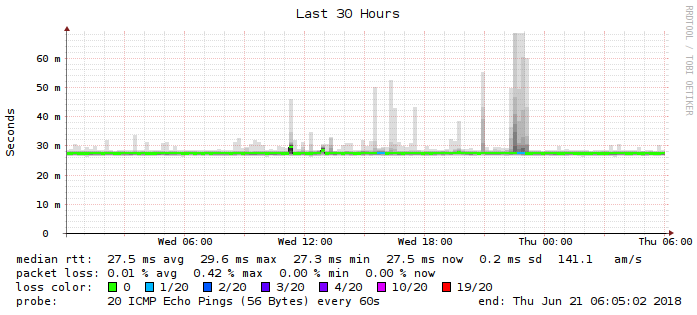 Last 30 Hours
RRDTOOL / TOBI OETIKER
Seconds
60 m
50 m
40 m
30 m
20 m
10 m
0
Wed 06:00 Wed 12:00 Wed 18:00 Thu 00:00 Thu 06:00
median rtt: 27.5 ms avg 29.6 ms max 27.3 ms min 27.5 ms now 0.2 ms sd 141.1 am/s
packet loss: 0.01 % avg 0.42 % max 0.00 % min 0.00 % now
loss color: 0 1/20 2/20 3/20 4/20 10/20 19/20
probe: 20 ICMP Echo Pings (56 Bytes) every 60s end: Thu Jun 21 06:05:02 2018